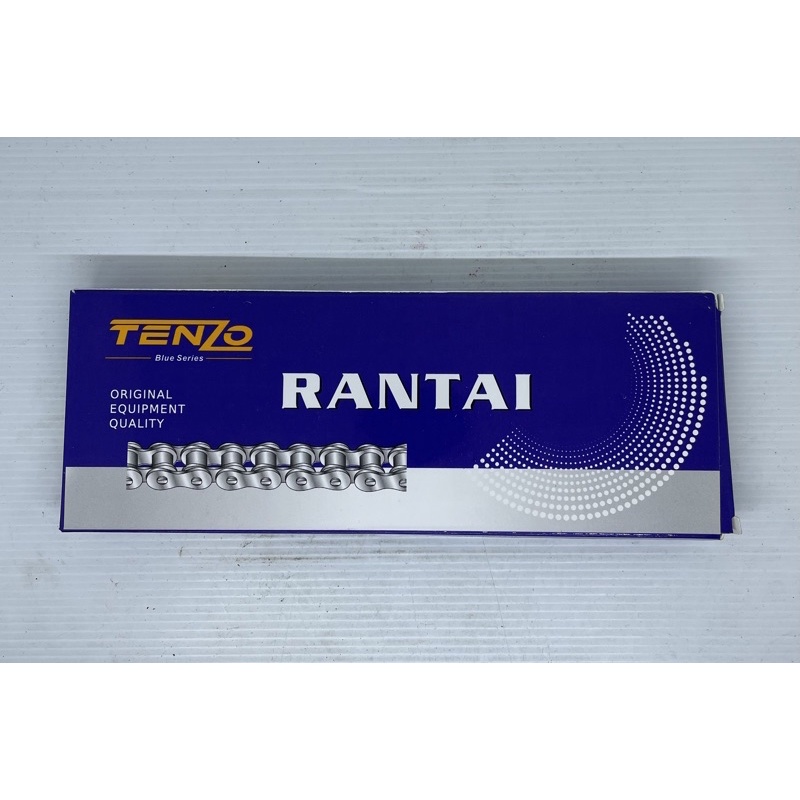 TENZO
Blue Series
RANTAI
ORIGINAL
EQUIPMENT
QUALITY